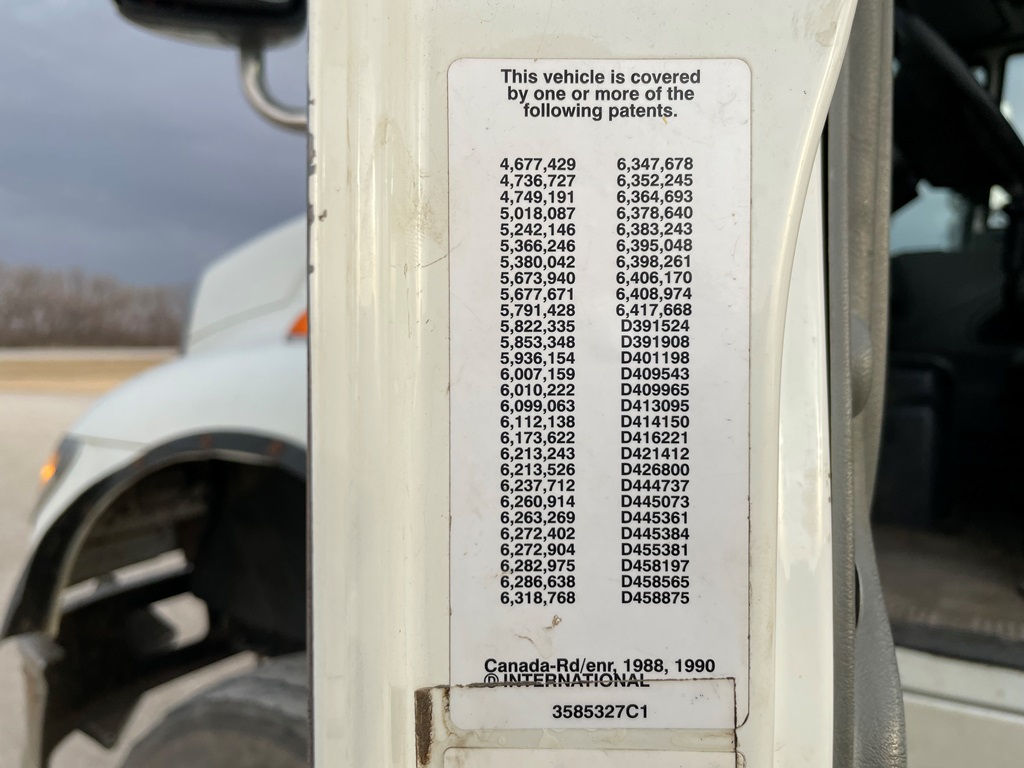 This vehicle is covered
by one or more of the
following patents.
4,677,429 6,347,678
4,736,727 6,352,245
4,749,191 6,364,693
5,018,087 6,378,640
5,242,146 6,383,243
5,366,246 6,395,048
5,380,042 6,398,261
5,673,940 6,406,170
5,677,671 6,408,974
5,791,428 6,417,668
5,822,335 D391524
5,853,348 D391908
5,936,154 D401198
6,007,159 D409543
6,010,222 D409965
6,099,063 D413095
6,112,138 D414150
6,173,622 D416221
6,213,243 D421412
6,213,526 D426800
6,237,712 D444737
6,260,914 D445073
6,263,269 D445361
6,272,402 D445384
6,272,904 D455381
6,282,975 D458197
6,286,638 D458565
6,318,768 D458875
Canada-Rd/enr, 1988, 1990
© INTERNATIONAL
3585327C1